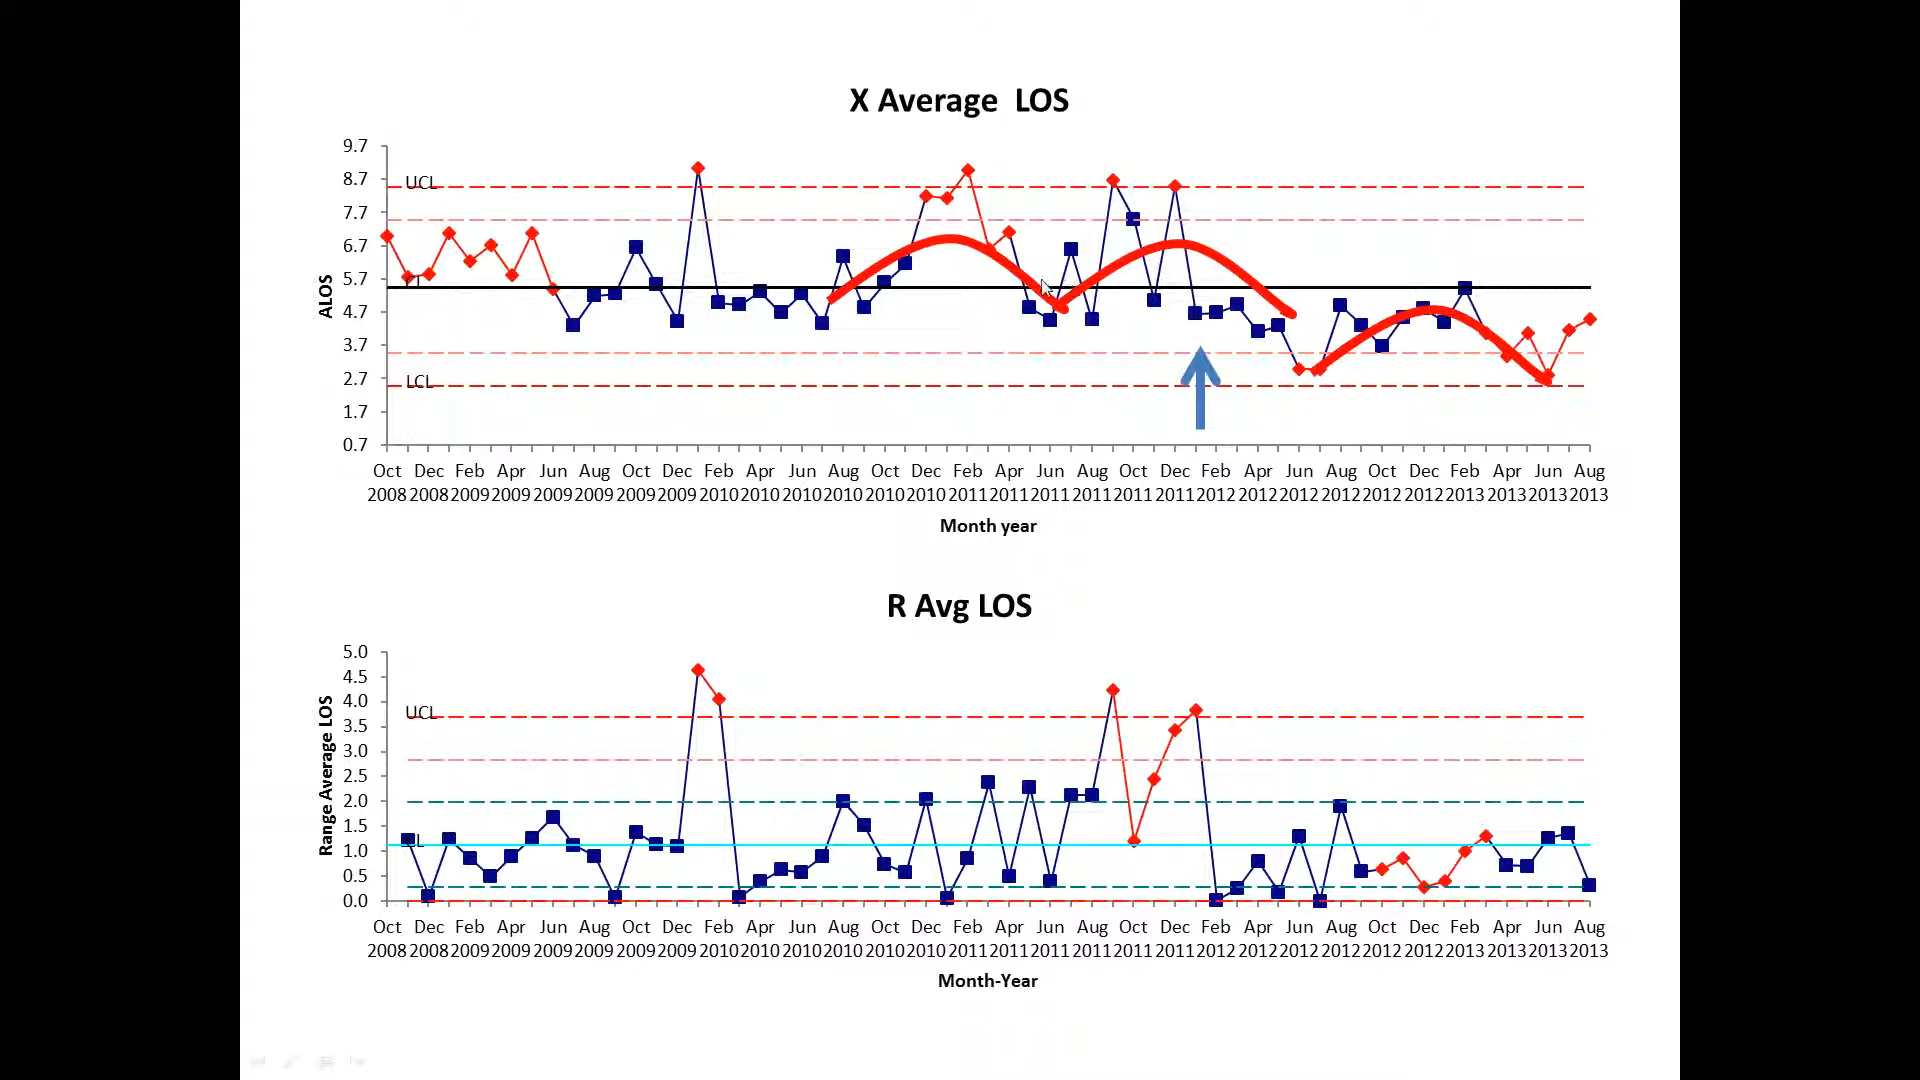 X Average LOS
9.7
8.7
7.7
6.7
5.7
4.7
3.7
2.7
1.7
0.7
ALOS
UCL
LCL
Oct Dec Feb Apr Jun Aug Oct Dec Feb Apr Jun Aug Oct Dec Feb Apr Jun Aug Oct Dec Feb Apr Jun Aug Oct Dec Feb Apr Jun Aug
2008 2008 2009 2009 2009 2009 2009 2009 2010 2010 2010 2010 2010 2010 2011 2011 2011 2011 2011 2011 2012 2012 2012 2012 2012 2012 2013 2013 2013 2013
Month year
R Avg LOS
5.0
4.5
4.0
3.5
3.0
2.5
2.0
1.5
1.0
0.5
0.0
Range Average LOS
UCL
Oct Dec Feb Apr Jun Aug Oct Dec Feb Apr Jun Aug Oct Dec Feb Apr Jun Aug Oct Dec Feb Apr Jun Aug Oct Dec Feb Apr Jun Aug
2008 2008 2009 2009 2009 2009 2009 2009 2010 2010 2010 2010 2010 2010 2011 2011 2011 2011 2011 2011 2012 2012 2012 2012 2012 2012 2013 2013 2013 2013
Month-Year